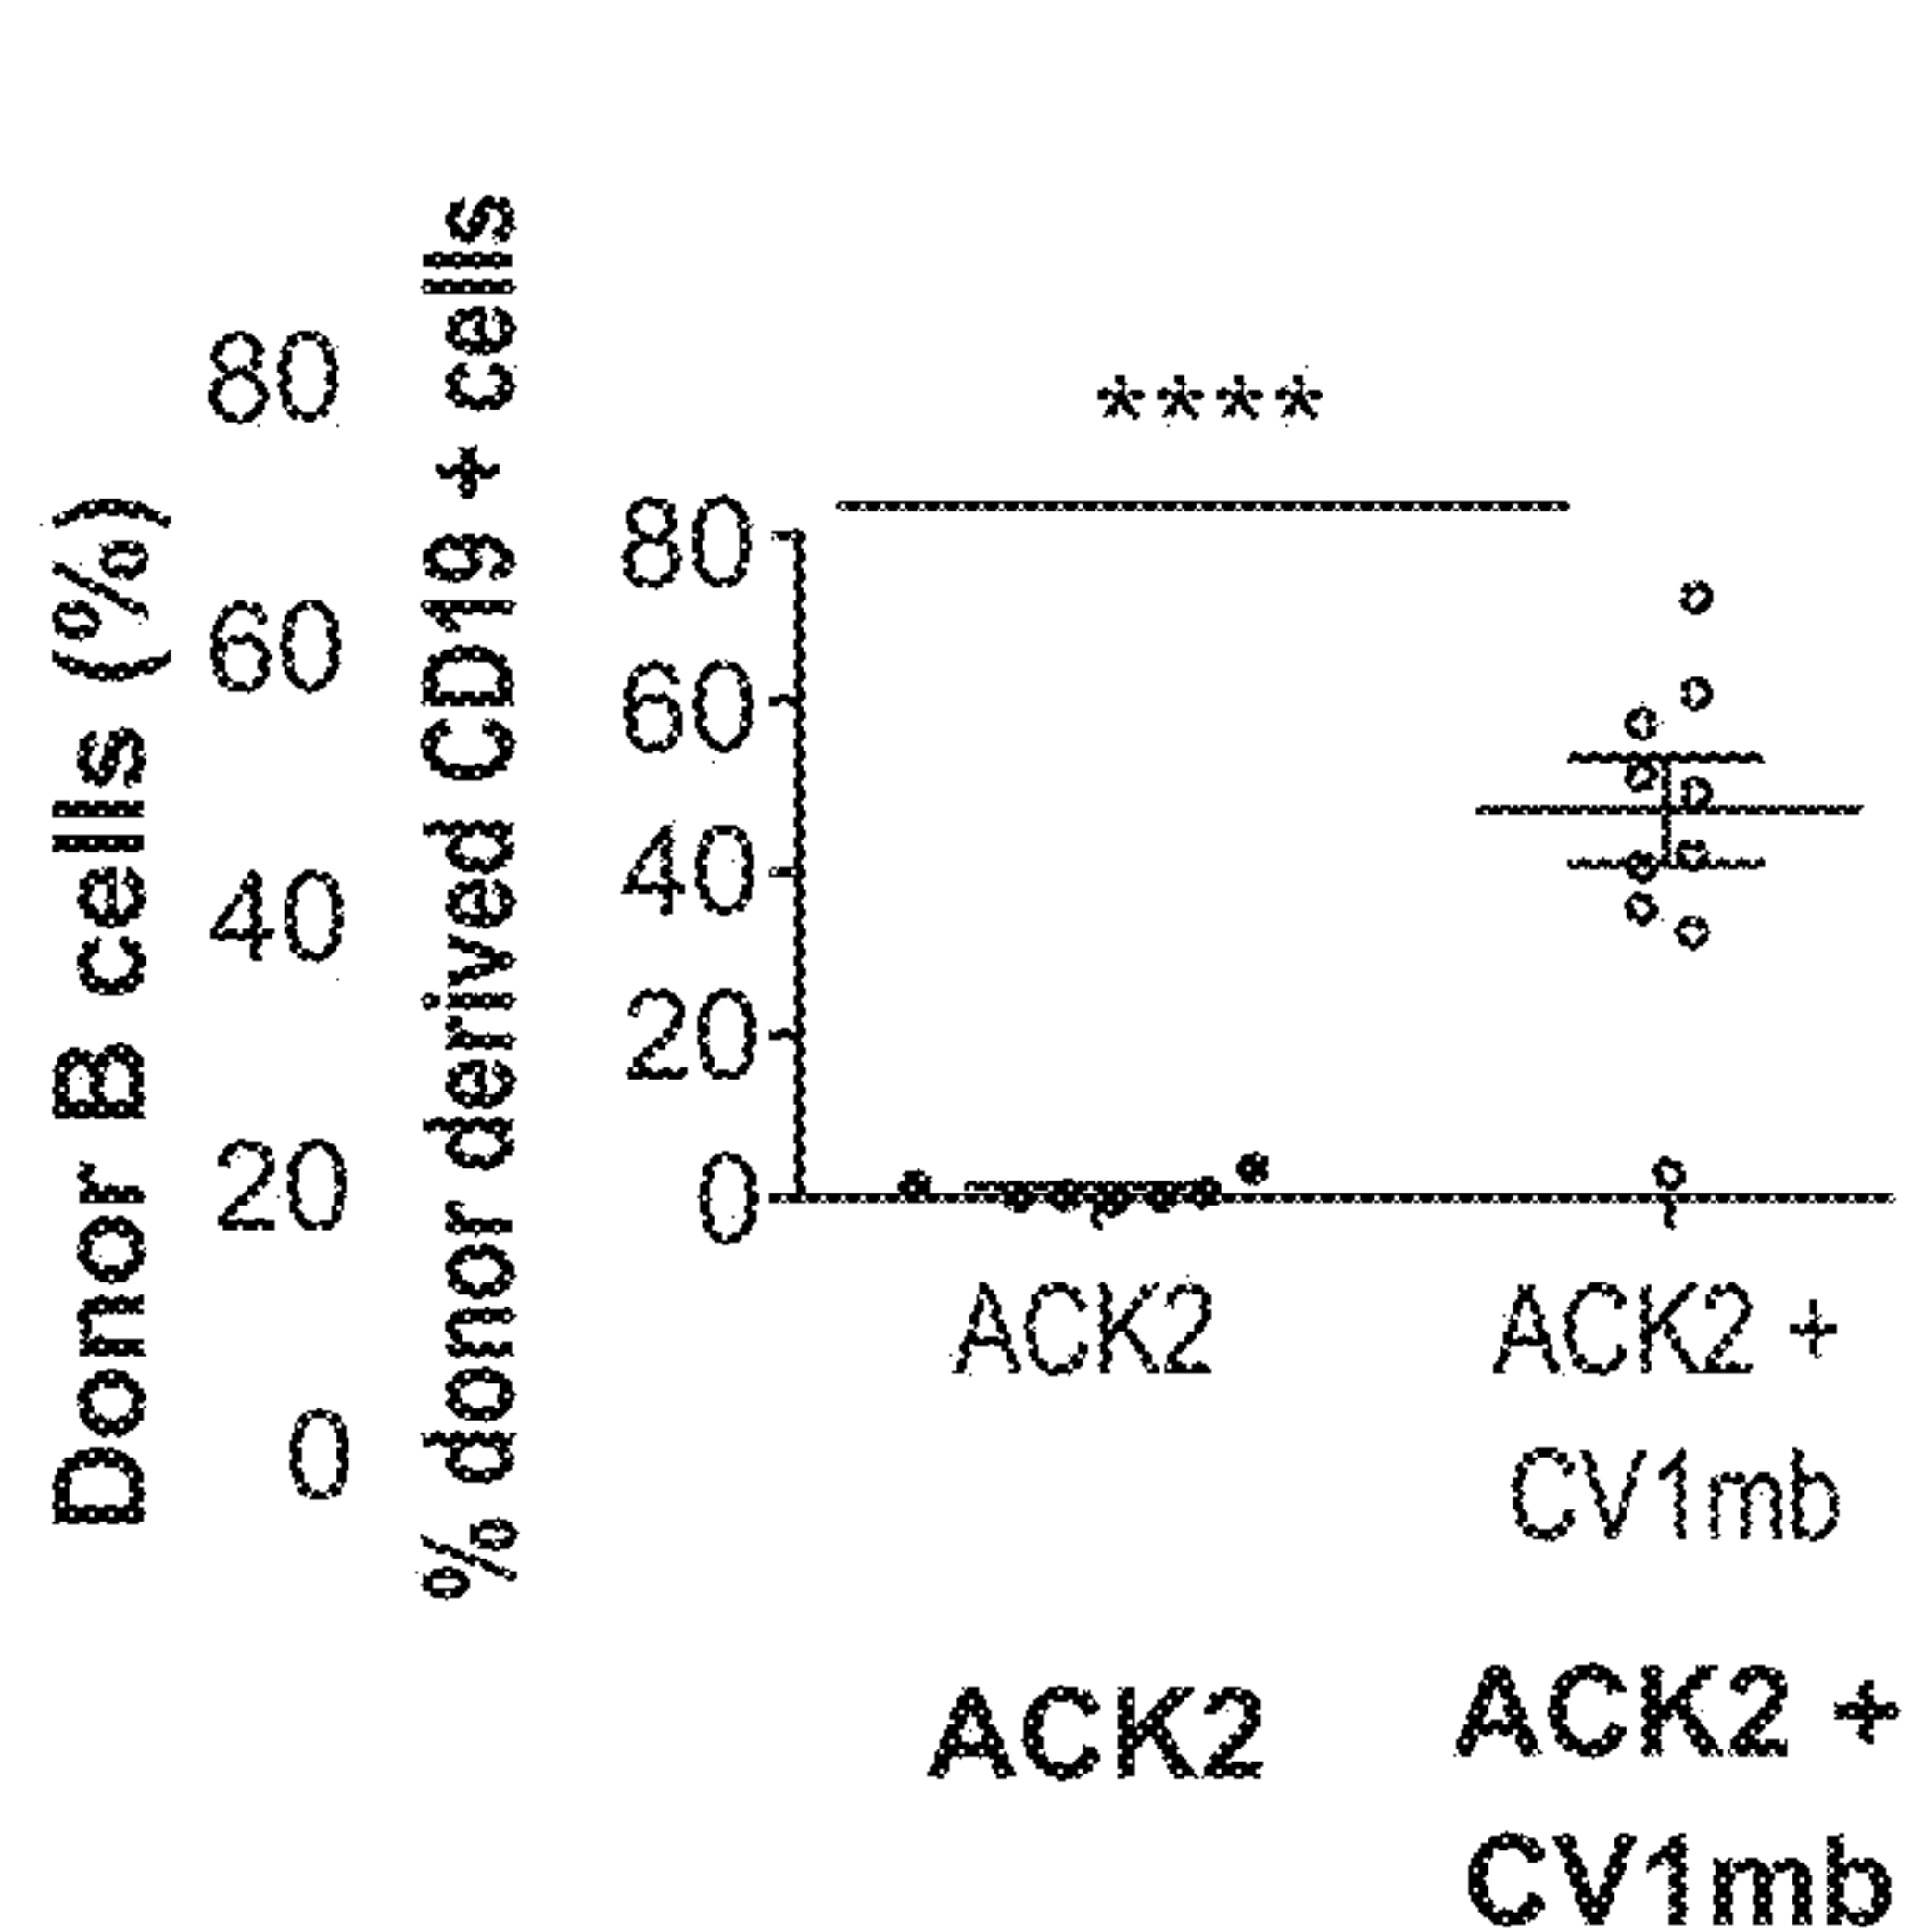 Donor B cells (%)
80
60
40
20
0
% donor derived CD19+ cells
80
60
40
20
0
****
ACK2
ACK2 +
CV1mb
ACK2
ACK2 +
CV1mb